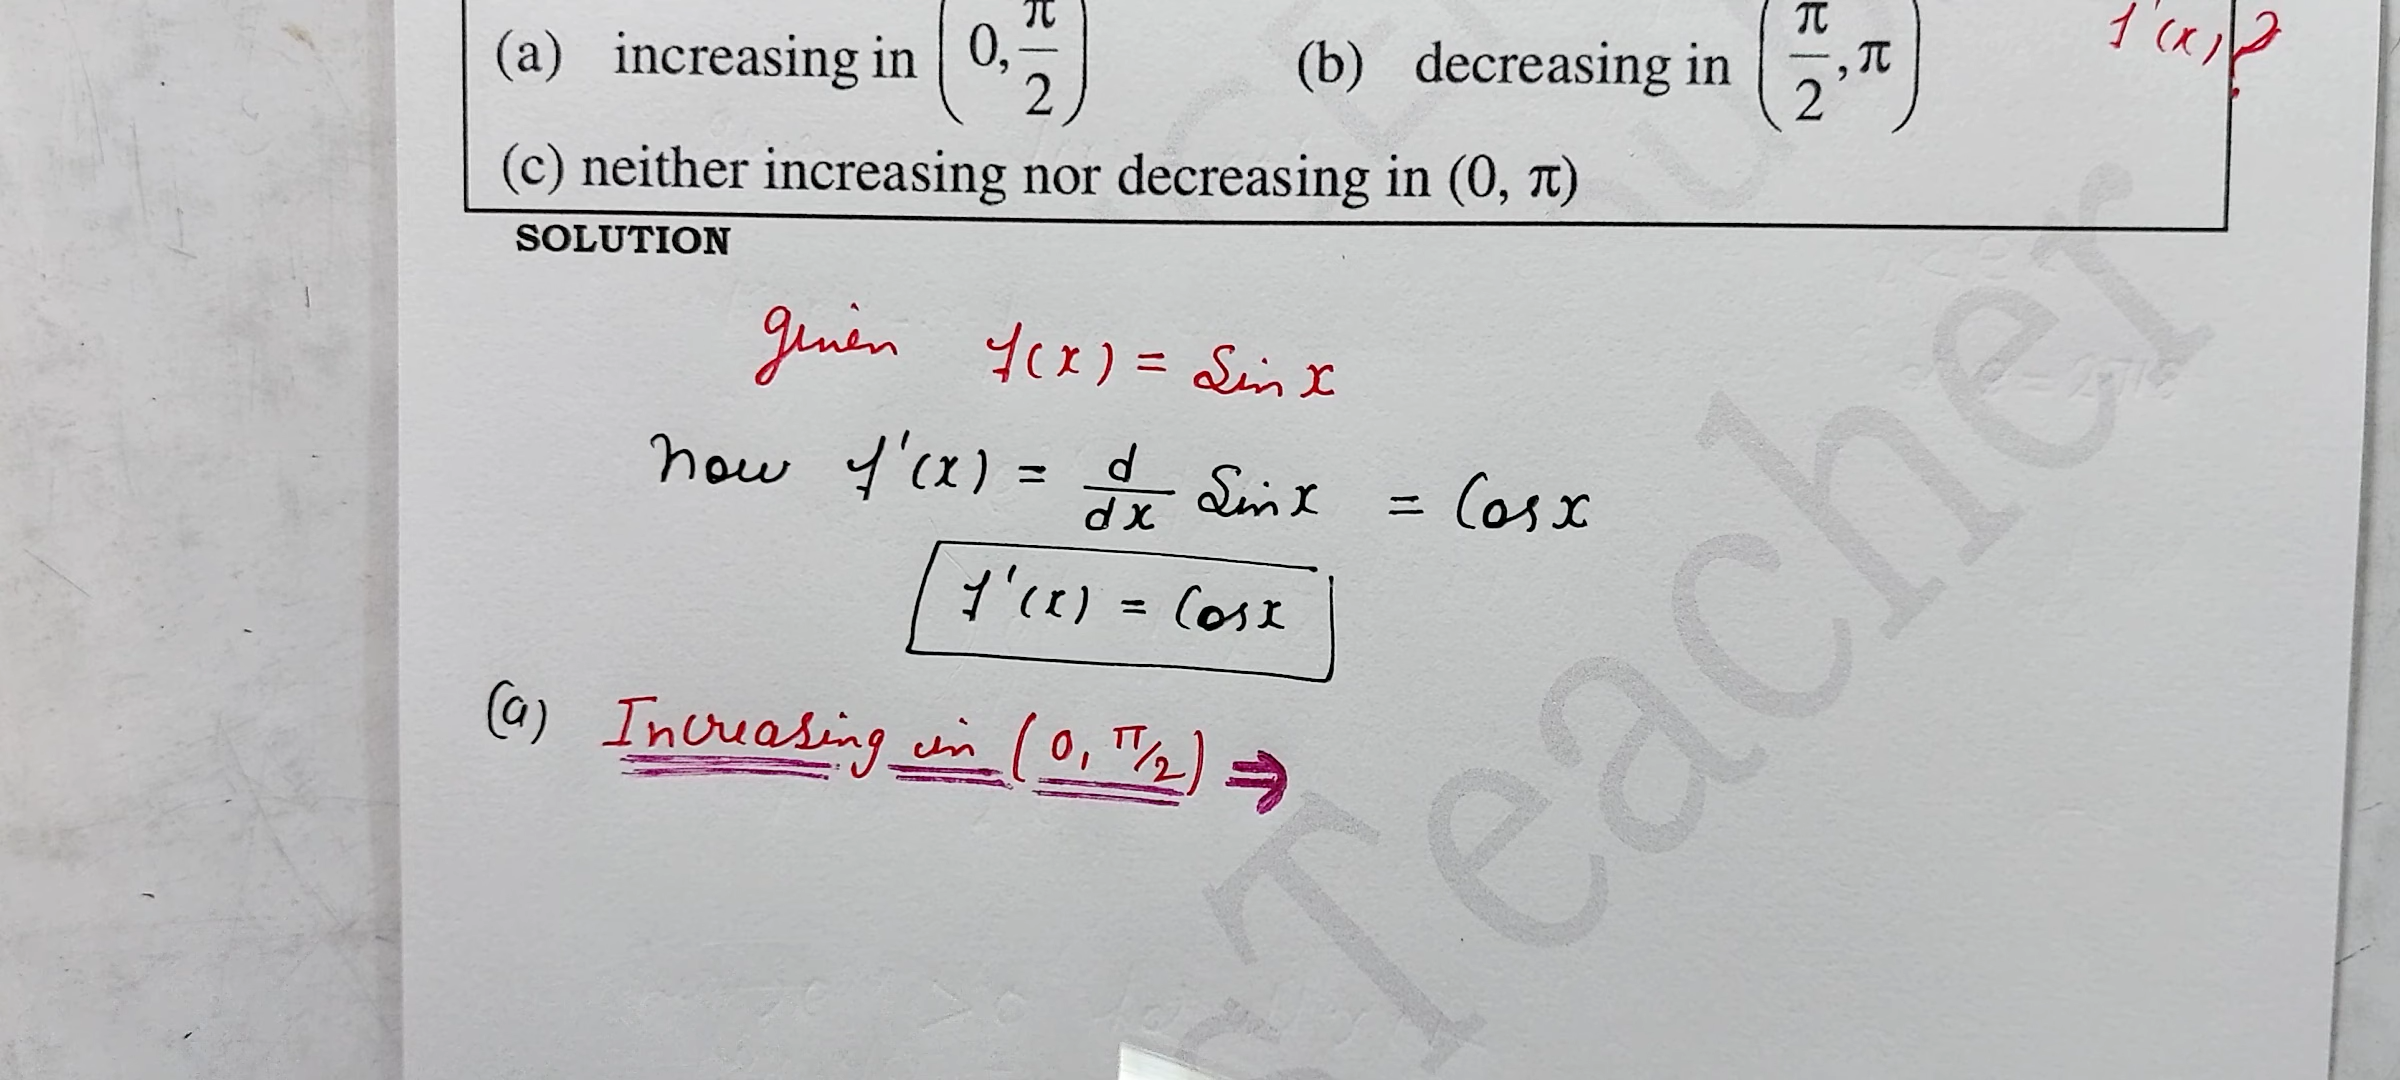 (a) increasing in (0, π/2) (b) decreasing in (π/2, π) f'(x)?
(c) neither increasing nor decreasing in (0, π)
SOLUTION
given f(x) = Sin x
now f'(x) = d/dx Sin x = Cos x
f'(x) = Cos x
(a) Increasing in (0, π/2) ⇒
Teacher